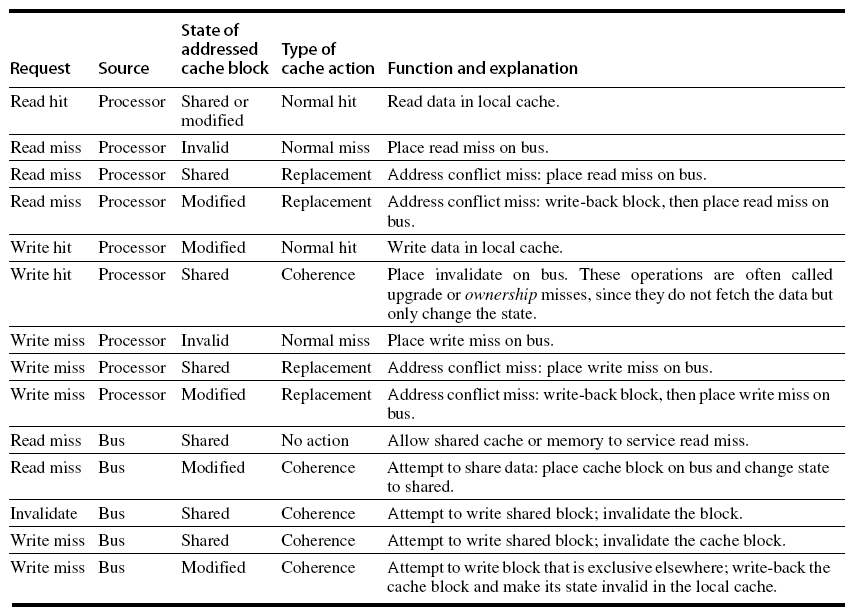 State of
addressed Type of
Request Source cache block cache action Function and explanation
Read hit Processor Shared or Normal hit Read data in local cache.
modified
Read miss Processor Invalid Normal miss Place read miss on bus.
Read miss Processor Shared Replacement Address conflict miss: place read miss on bus.
Read miss Processor Modified Replacement Address conflict miss: write-back block, then place read miss on
bus.
Write hit Processor Modified Normal hit Write data in local cache.
Write hit Processor Shared Coherence Place invalidate on bus. These operations are often called
upgrade or ownership misses, since they do not fetch the data but
only change the state.
Write miss Processor Invalid Normal miss Place write miss on bus.
Write miss Processor Shared Replacement Address conflict miss: place write miss on bus.
Write miss Processor Modified Replacement Address conflict miss: write-back block, then place write miss on
bus.
Read miss Bus Shared No action Allow shared cache or memory to service read miss.
Read miss Bus Modified Coherence Attempt to share data: place cache block on bus and change state
to shared.
Invalidate Bus Shared Coherence Attempt to write shared block; invalidate the block.
Write miss Bus Shared Coherence Attempt to write shared block; invalidate the cache block.
Write miss Bus Modified Coherence Attempt to write block that is exclusive elsewhere; write-back the
cache block and make its state invalid in the local cache.